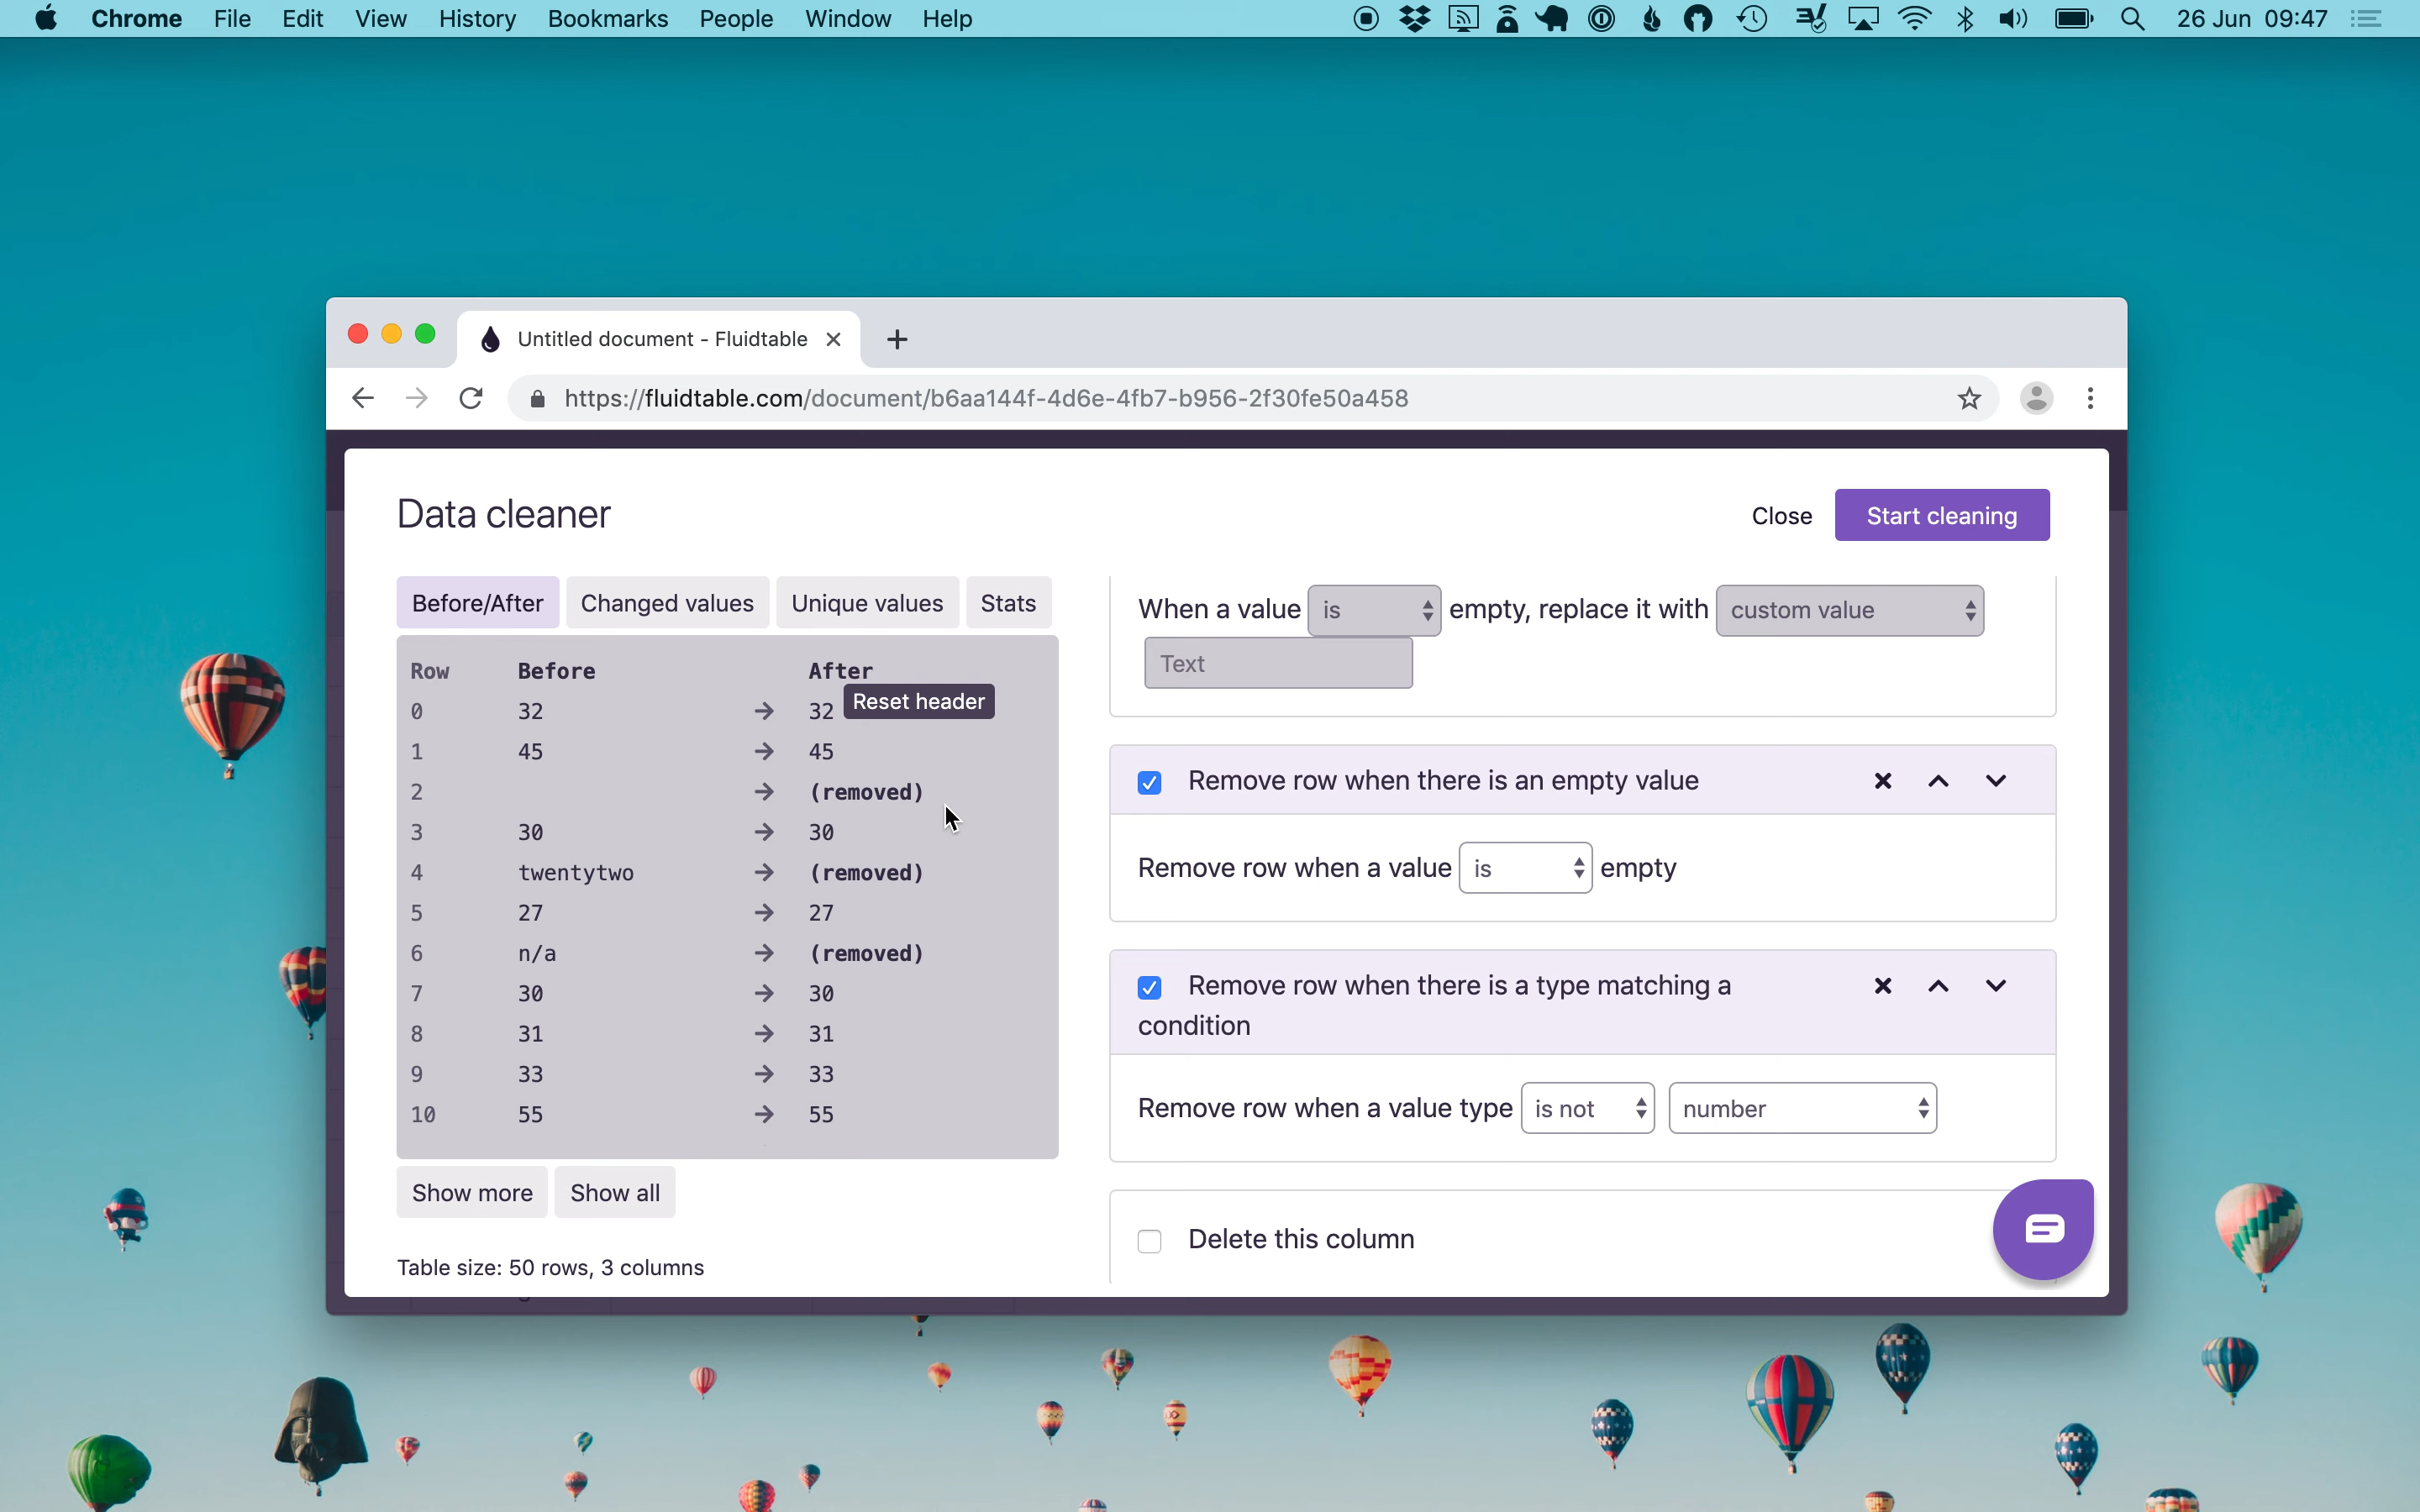 Chrome File Edit View History Bookmarks People Window Help 26 Jun 09:47
Untitled document - Fluidtable
https://fluidtable.com/document/b6aa144f-4d6e-4fb7-b956-2f30fe50a458
Data cleaner
Close Start cleaning
Before/After Changed values Unique values Stats
Row Before After
Reset header
0 32 → 32
1 45 → 45
2 → (removed)
3 30 → 30
4 twentytwo → (removed)
5 27 → 27
6 n/a → (removed)
7 30 → 30
8 31 → 31
9 33 → 33
10 55 → 55
Show more Show all
Table size: 50 rows, 3 columns
When a value is empty, replace it with custom value
Text
Remove row when there is an empty value
Remove row when a value is empty
Remove row when there is a type matching a
condition
Remove row when a value type is not number
Delete this column